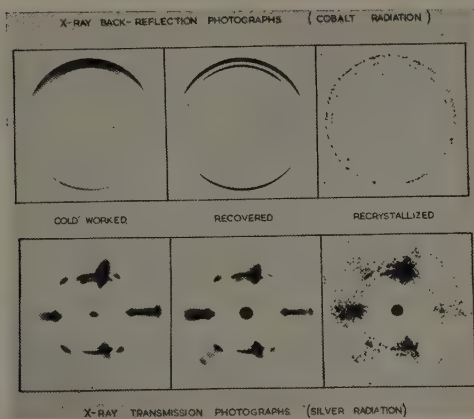 X-RAY BACK-REFLECTION PHOTOGRAPHS (COBALT RADIATION)
COLD WORKED. RECOVERED RECRYSTALLIZED
X-RAY TRANSMISSION PHOTOGRAPHS (SILVER RADIATION)